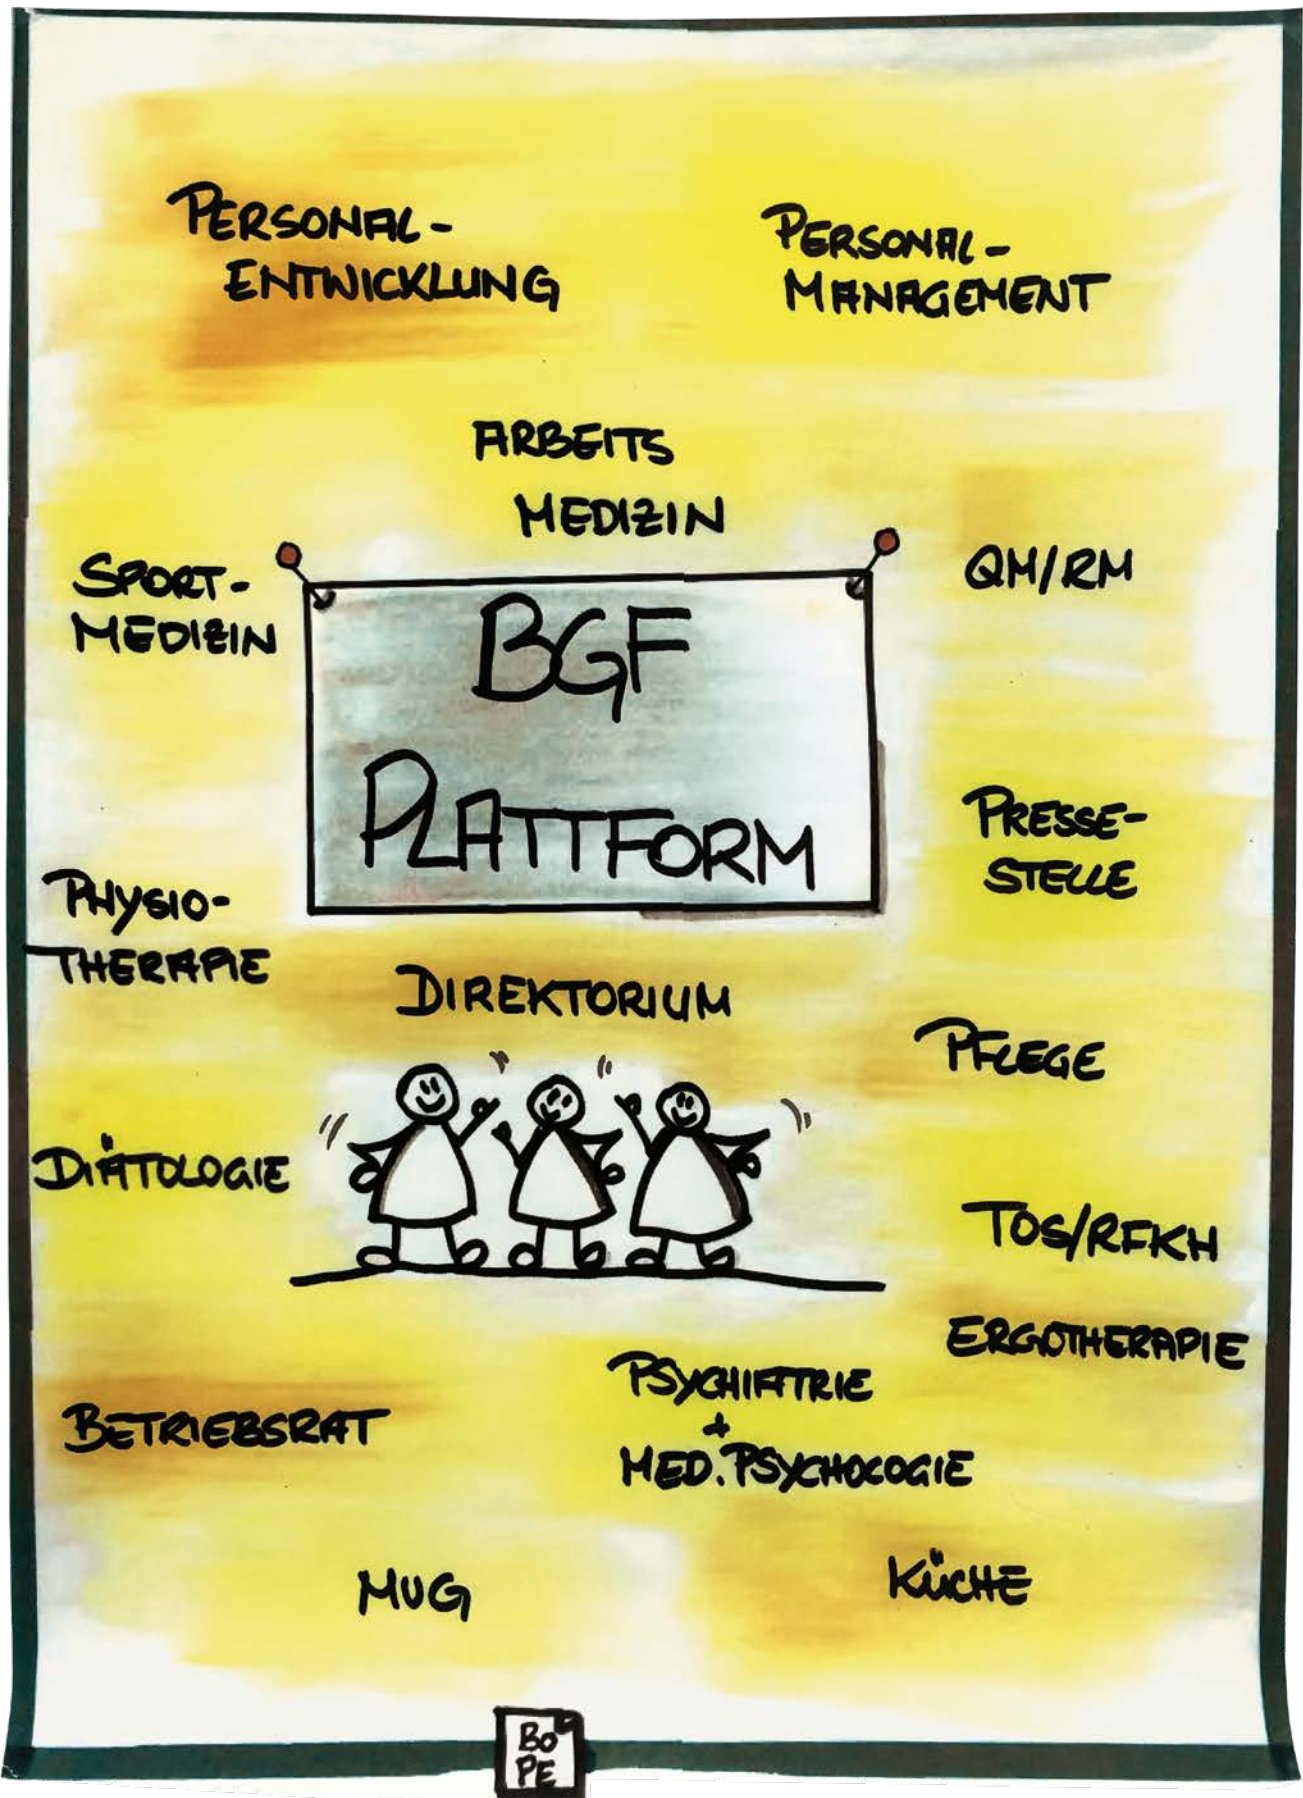 PERSONAL-
ENTWICKLUNG
PERSONAL-
MANAGEMENT
ARBEITS
MEDIZIN
SPORT-
MEDIZIN
QM/RM
BGF
PLATTFORM
PRESSE-
STELLE
PHYSIO-
THERAPIE
DIREKTORIUM
PFLEGE
DIÄTOLOGIE
TOS/RFKH
ERGOTHERAPIE
PSYCHIATRIE
+
MED. PSYCHOLOGIE
BETRIEBSRAT
MUG
KÜCHE
BO
PE